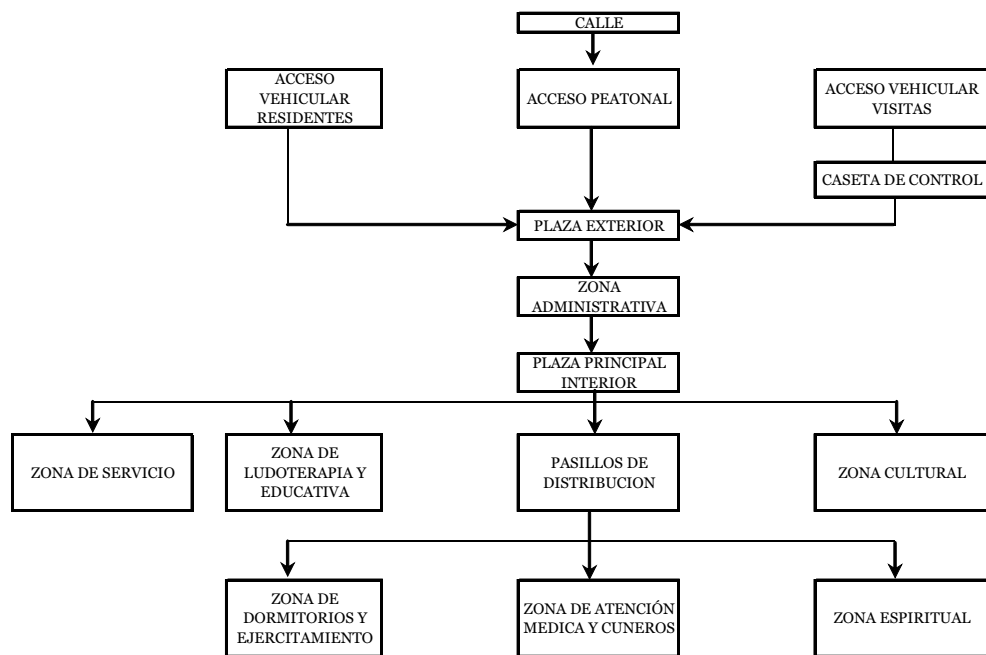 CALLE
ACCESO
VEHICULAR
RESIDENTES
ACCESO PEATONAL
ACCESO VEHICULAR
VISITAS
CASETA DE CONTROL
PLAZA EXTERIOR
ZONA
ADMINISTRATIVA
PLAZA PRINCIPAL
INTERIOR
ZONA DE SERVICIO
ZONA DE
LUDOTERAPIA Y
EDUCATIVA
PASILLOS DE
DISTRIBUCION
ZONA CULTURAL
ZONA DE
DORMITORIOS Y
EJERCITAMIENTO
ZONA DE ATENCIÓN
MEDICA Y CUNEROS
ZONA ESPIRITUAL